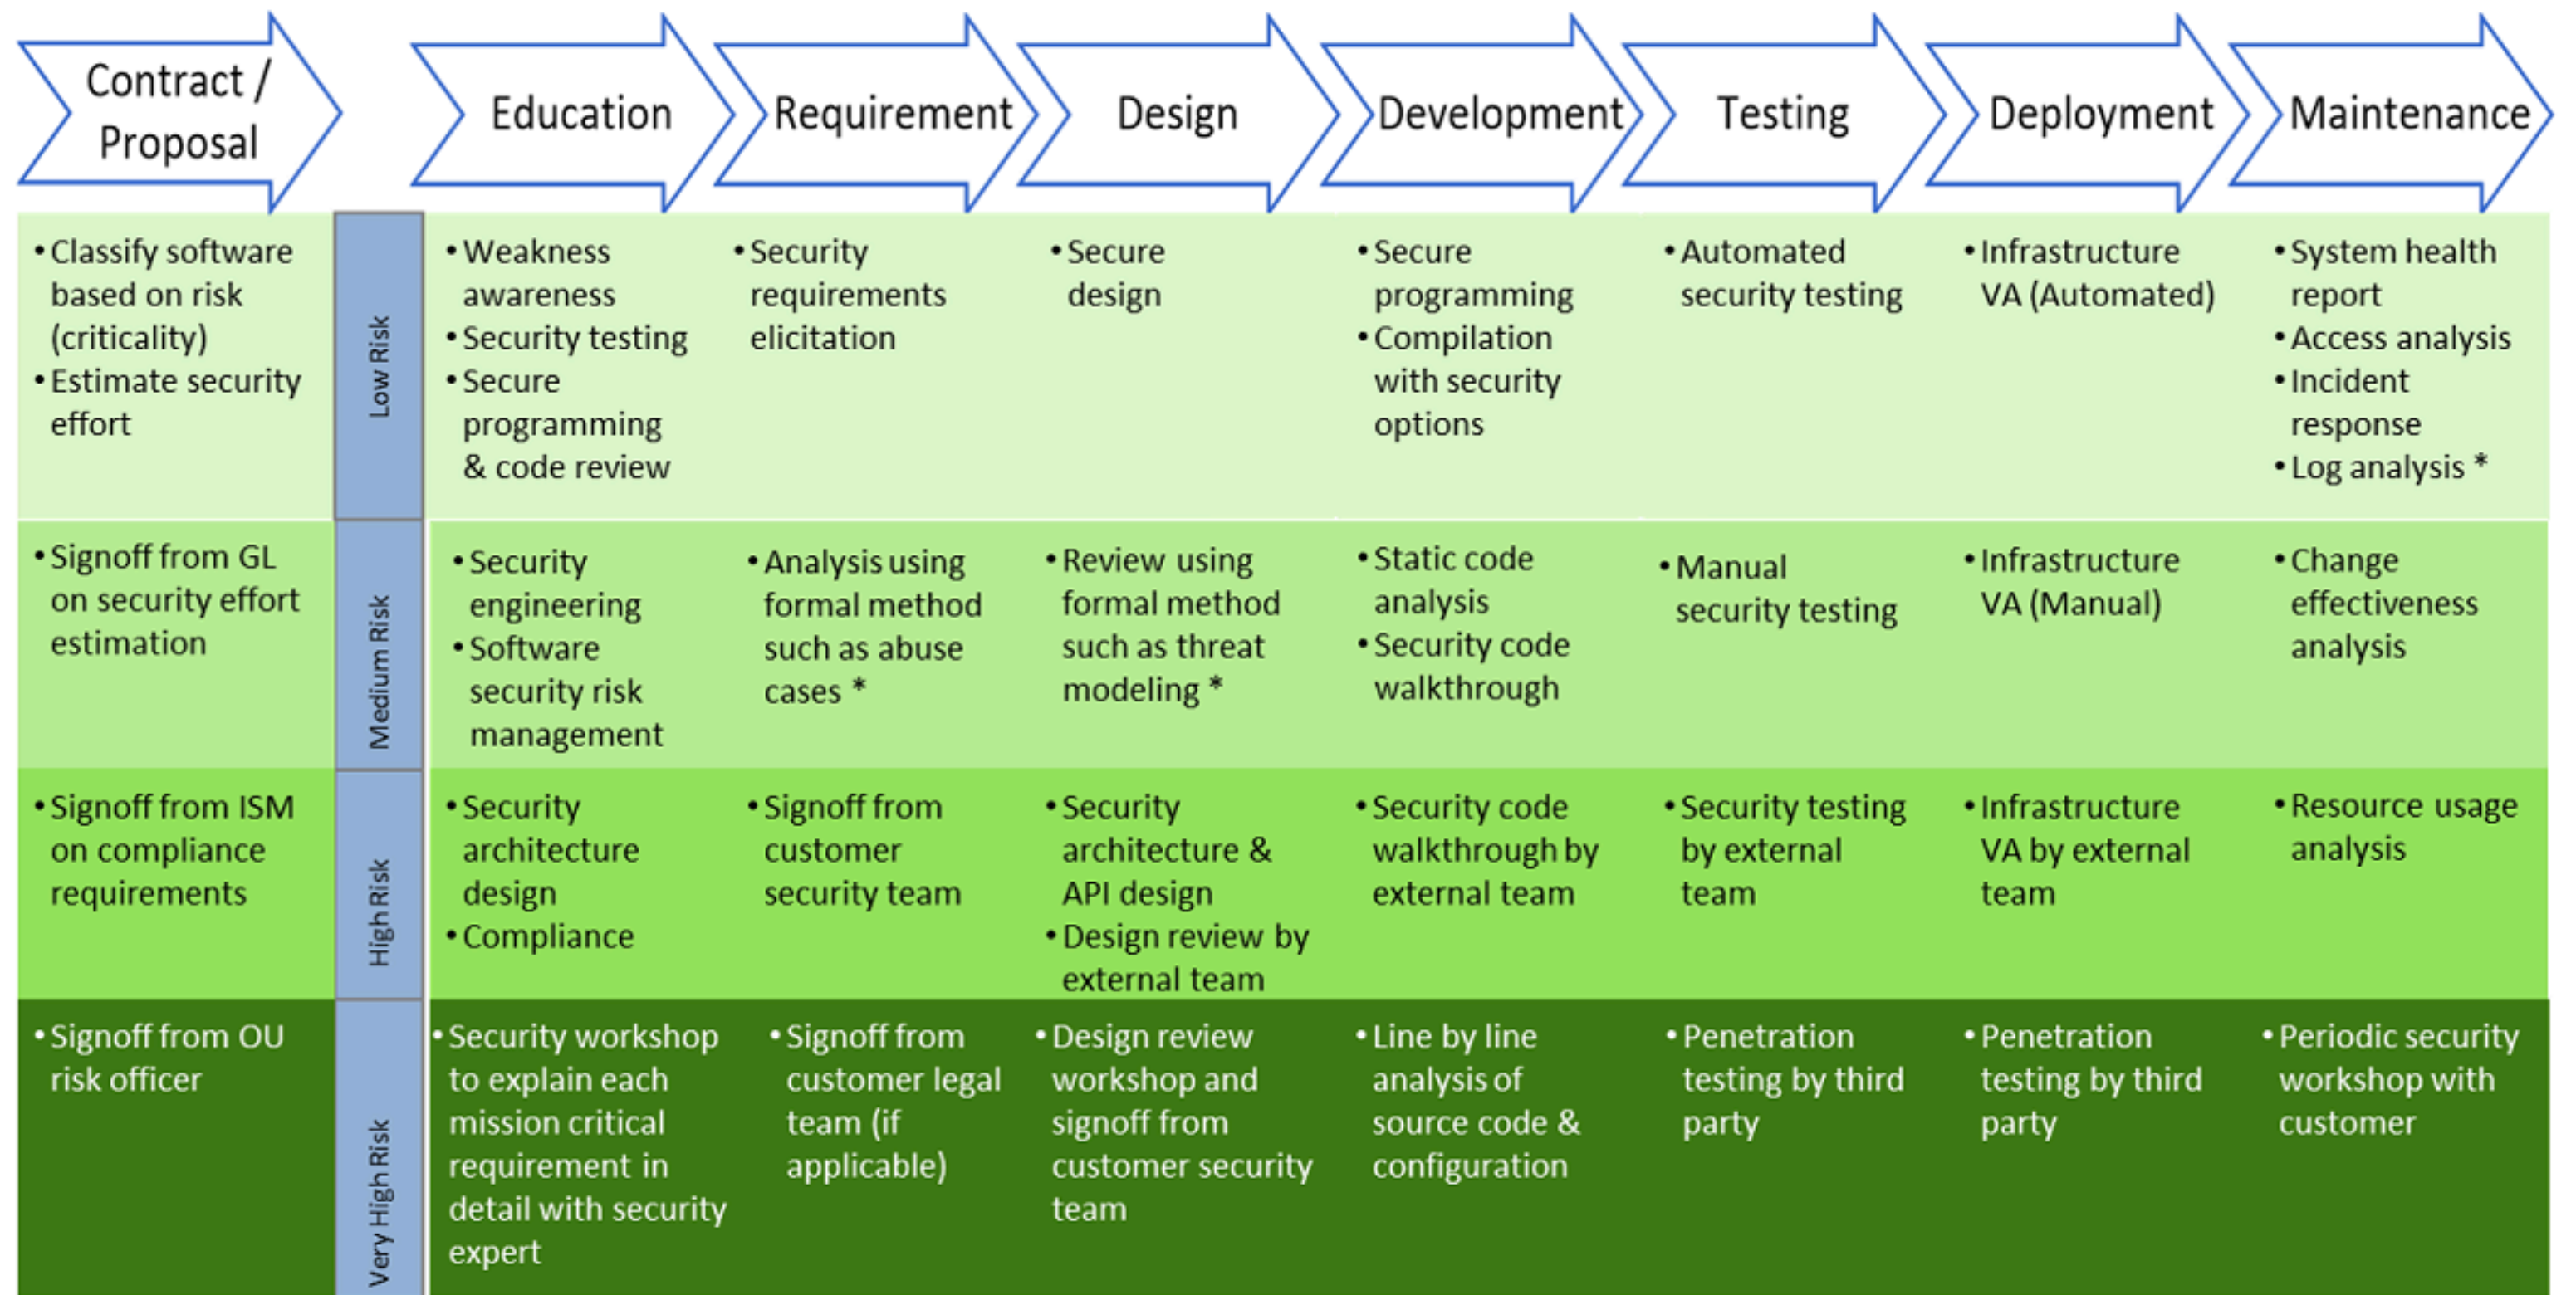 Contract /
Proposal
Education
Requirement
Design
Development
Testing
Deployment
Maintenance
• Classify software
based on risk
(criticality)
• Estimate security
effort
Low Risk
• Weakness
awareness
• Security testing
• Secure
programming
& code review
• Security
requirements
elicitation
• Secure
design
• Secure
programming
• Compilation
with security
options
• Automated
security testing
• Infrastructure
VA (Automated)
• System health
report
• Access analysis
• Incident
response
• Log analysis *
• Signoff from GL
on security effort
estimation
Medium Risk
• Security
engineering
• Software
security risk
management
• Analysis using
formal method
such as abuse
cases *
• Review using
formal method
such as threat
modeling *
• Static code
analysis
• Security code
walkthrough
• Manual
security testing
• Infrastructure
VA (Manual)
• Change
effectiveness
analysis
• Signoff from ISM
on compliance
requirements
High Risk
• Security
architecture
design
• Compliance
• Signoff from
customer
security team
• Security
architecture &
API design
• Design review by
external team
• Security code
walkthrough by
external team
• Security testing
by external
team
• Infrastructure
VA by external
team
• Resource usage
analysis
• Signoff from OU
risk officer
Very High Risk
• Security workshop
to explain each
mission critical
requirement in
detail with security
expert
• Signoff from
customer legal
team (if
applicable)
• Design review
workshop and
signoff from
customer security
team
• Line by line
analysis of
source code &
configuration
• Penetration
testing by third
party
• Penetration
testing by third
party
• Periodic security
workshop with
customer